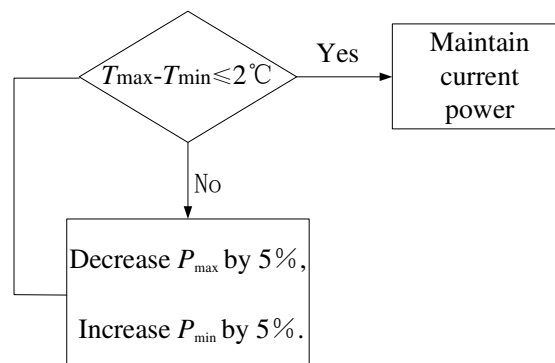 Tmax-Tmin≤2℃
Yes
Maintain
current
power
No
Decrease Pmax by 5%,
Increase Pmin by 5%.